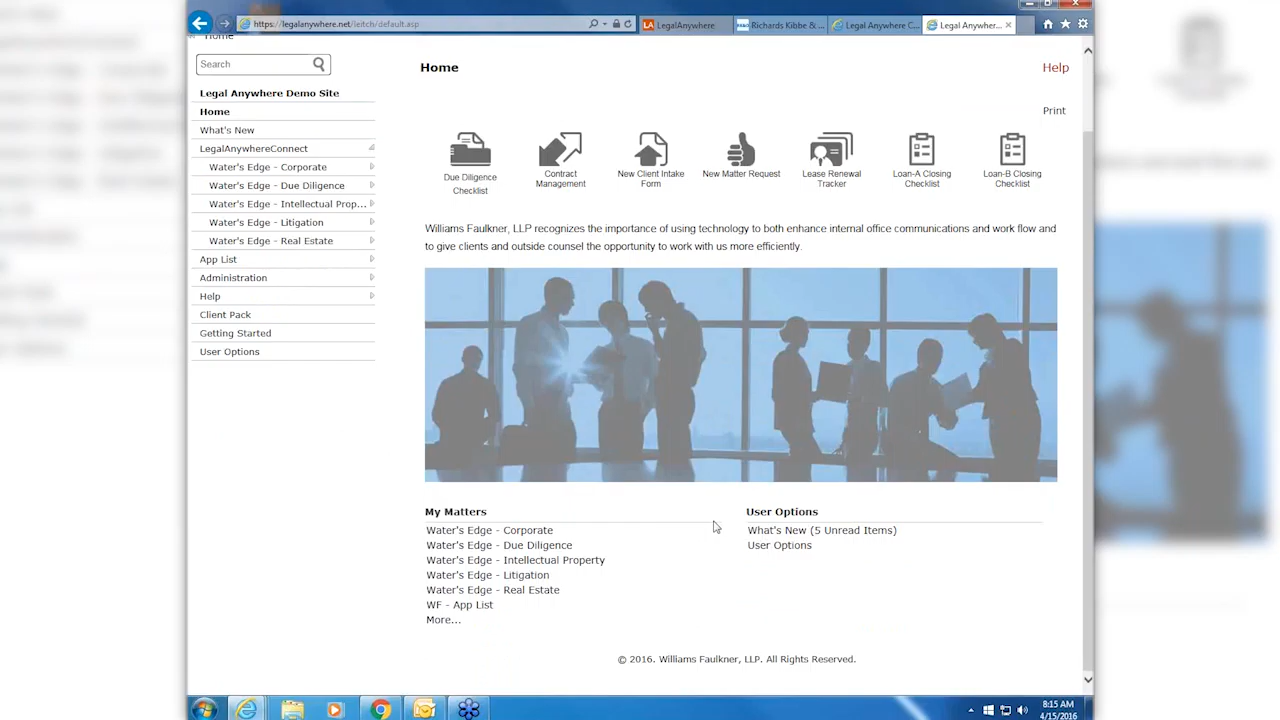 https://legalanywhere.net/leitch/default.asp
LegalAnywhere
Richards Kibbe & ...
Legal Anywhere C...
Legal Anywher...
Home
Search
Legal Anywhere Demo Site
Home
What's New
LegalAnywhereConnect
Water's Edge - Corporate
Water's Edge - Due Diligence
Water's Edge - Intellectual Prop...
Water's Edge - Litigation
Water's Edge - Real Estate
App List
Administration
Help
Client Pack
Getting Started
User Options
Home
Help
Print
Due Diligence
Checklist
Contract
Management
New Client Intake
Form
New Matter Request
Lease Renewal
Tracker
Loan-A Closing
Checklist
Loan-B Closing
Checklist
Williams Faulkner, LLP recognizes the importance of using technology to both enhance internal office communications and work flow and
to give clients and outside counsel the opportunity to work with us more efficiently.
My Matters
Water's Edge - Corporate
Water's Edge - Due Diligence
Water's Edge - Intellectual Property
Water's Edge - Litigation
Water's Edge - Real Estate
WF - App List
More...
User Options
What's New (5 Unread Items)
User Options
© 2016. Williams Faulkner, LLP. All Rights Reserved.
8:15 AM
4/15/2016